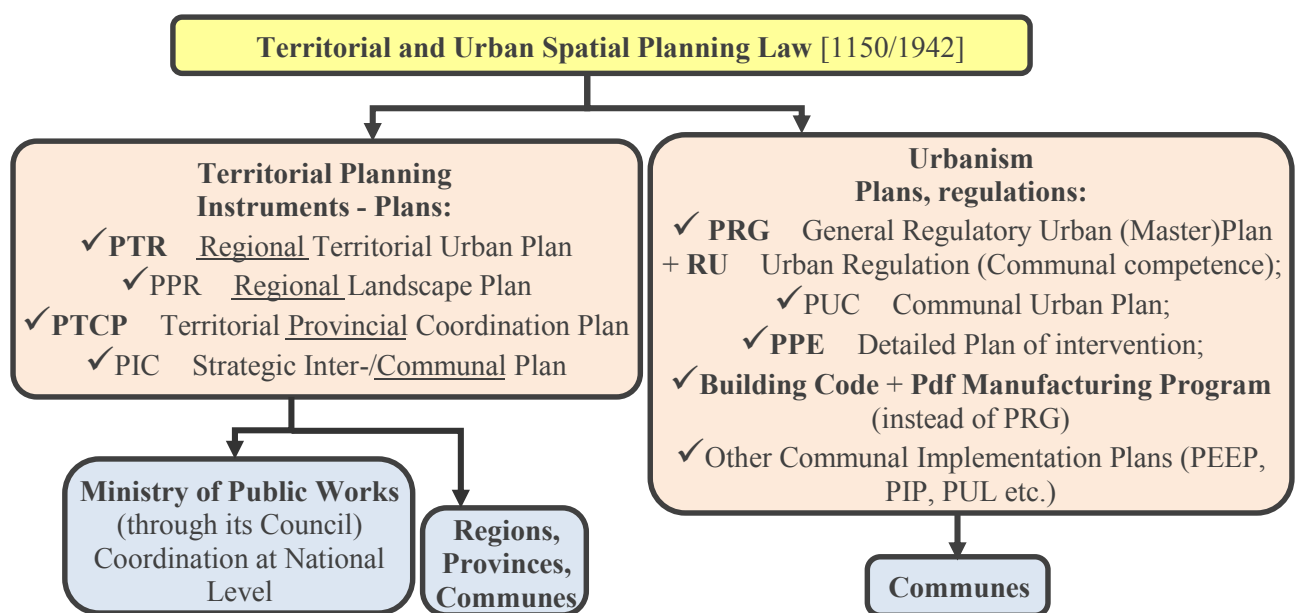 Territorial and Urban Spatial Planning Law [1150/1942]
Territorial Planning
Instruments - Plans:
✓PTR Regional Territorial Urban Plan
✓PPR Regional Landscape Plan
✓PTCP Territorial Provincial Coordination Plan
✓PIC Strategic Inter-/Communal Plan
Urbanism
Plans, regulations:
✓PRG General Regulatory Urban (Master)Plan
+ RU Urban Regulation (Communal competence);
✓PUC Communal Urban Plan;
✓PPE Detailed Plan of intervention;
✓Building Code + Pdf Manufacturing Program
(instead of PRG)
✓Other Communal Implementation Plans (PEEP,
PIP, PUL etc.)
Ministry of Public Works
(through its Council)
Coordination at National
Level
Regions,
Provinces,
Communes
Communes